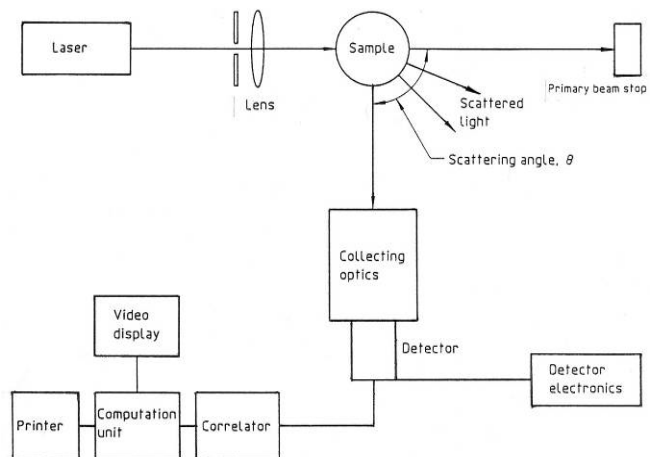 Laser
Sample
Lens
Primary beam stop
Scattered
light
Scattering angle, θ
Collecting
optics
Video
display
Detector
Detector
electronics
Printer
Computation
unit
Correlator